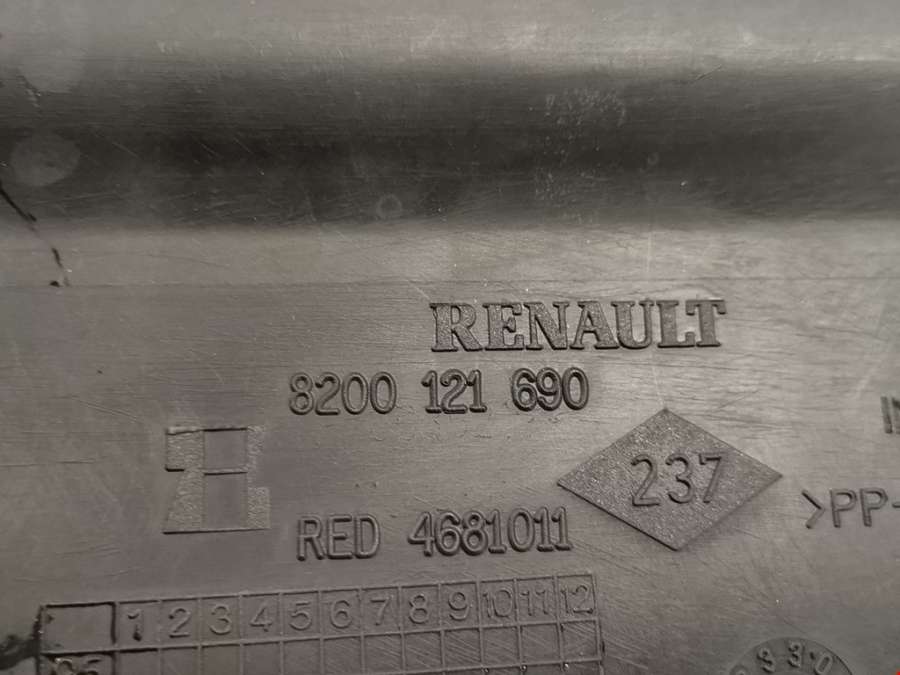 RENAULT
8200 121 690
237
>PP-
RED 4681011
1 2 3 4 5 6 7 8 9 10 11 12